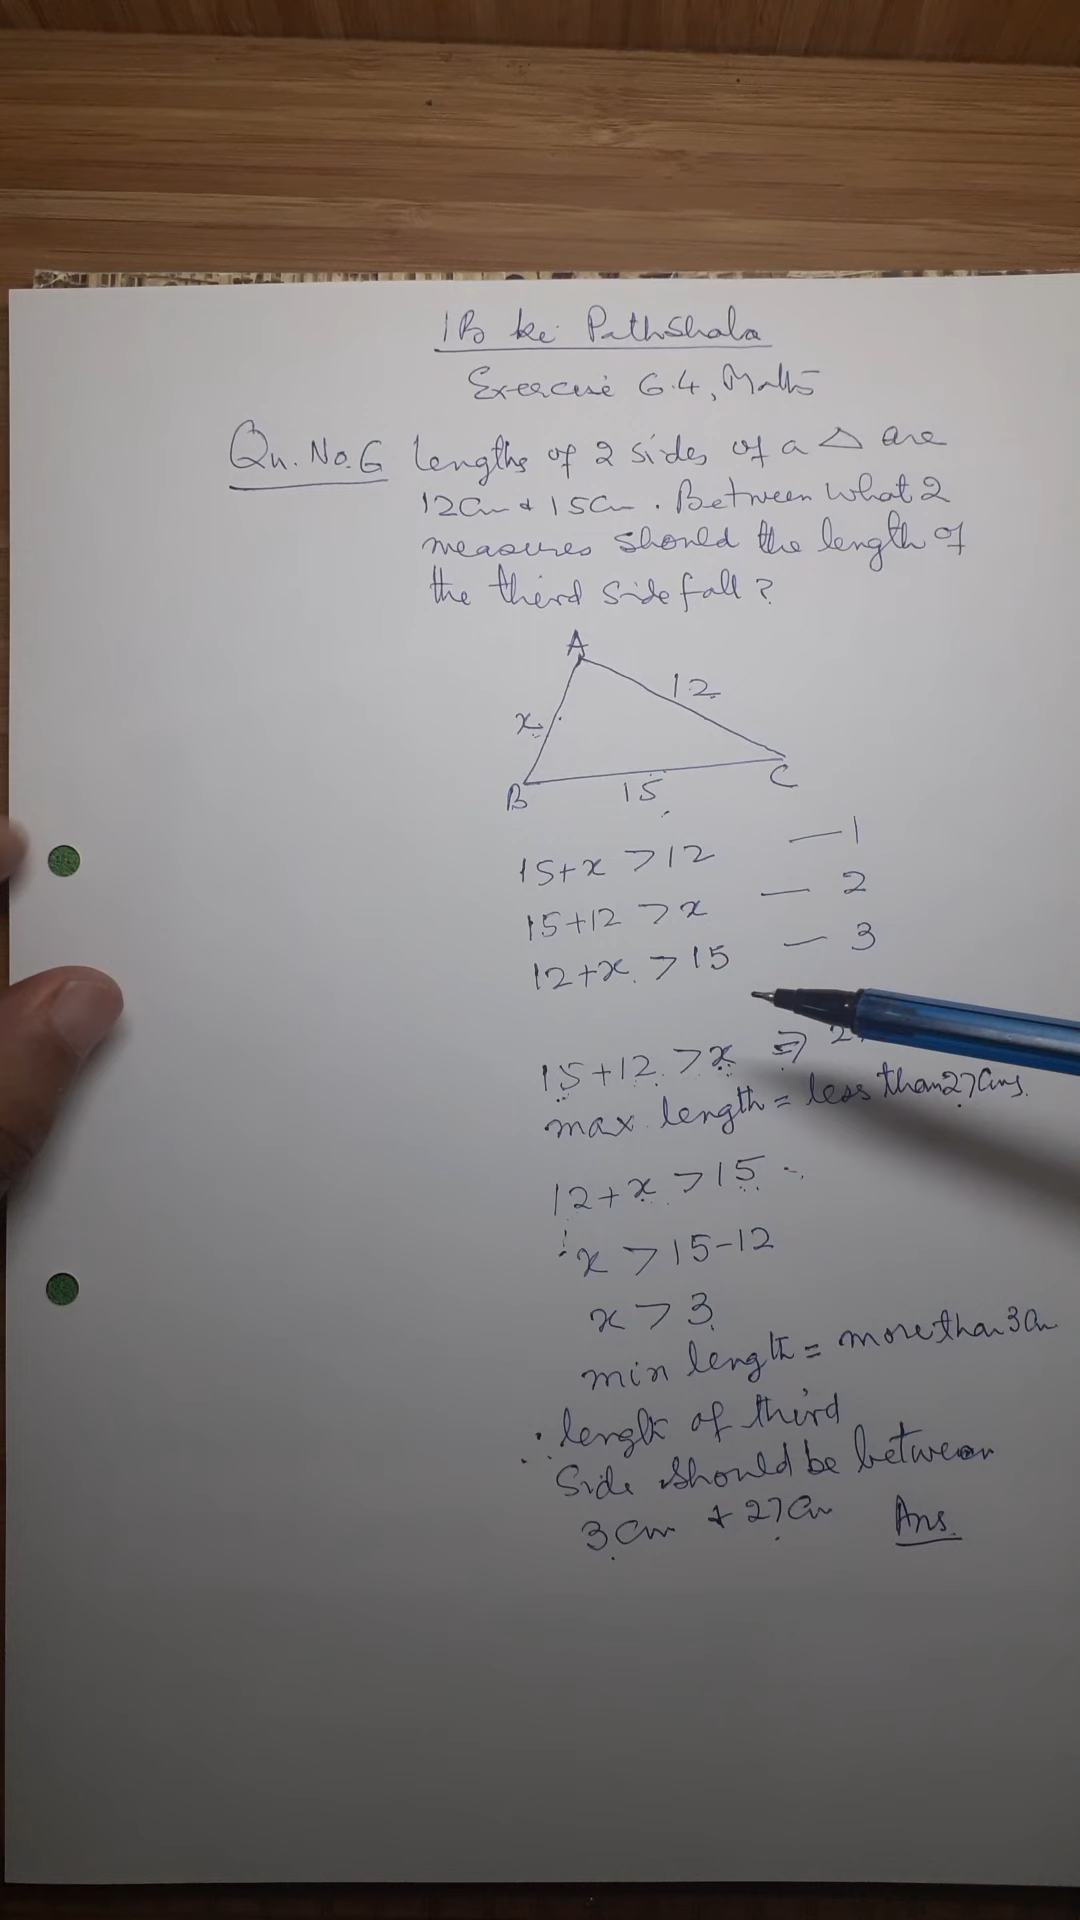 IB ki Pathshala
Exercise 6.4, Maths
Qn. No. 6 Lengths of 2 sides of a △ are
12cm & 15cm. Between what 2
measures should the length of
the third side fall?
A
x
12
B
15
C
15+x > 12 — 1
15+12 > x — 2
12+x > 15 — 3
15+12 > x ⇒
max length = less than 27cms.
12+x > 15
x > 15-12
x > 3
min length = more than 3cm
∴ length of third
side should be between
3cm & 27cm Ans.